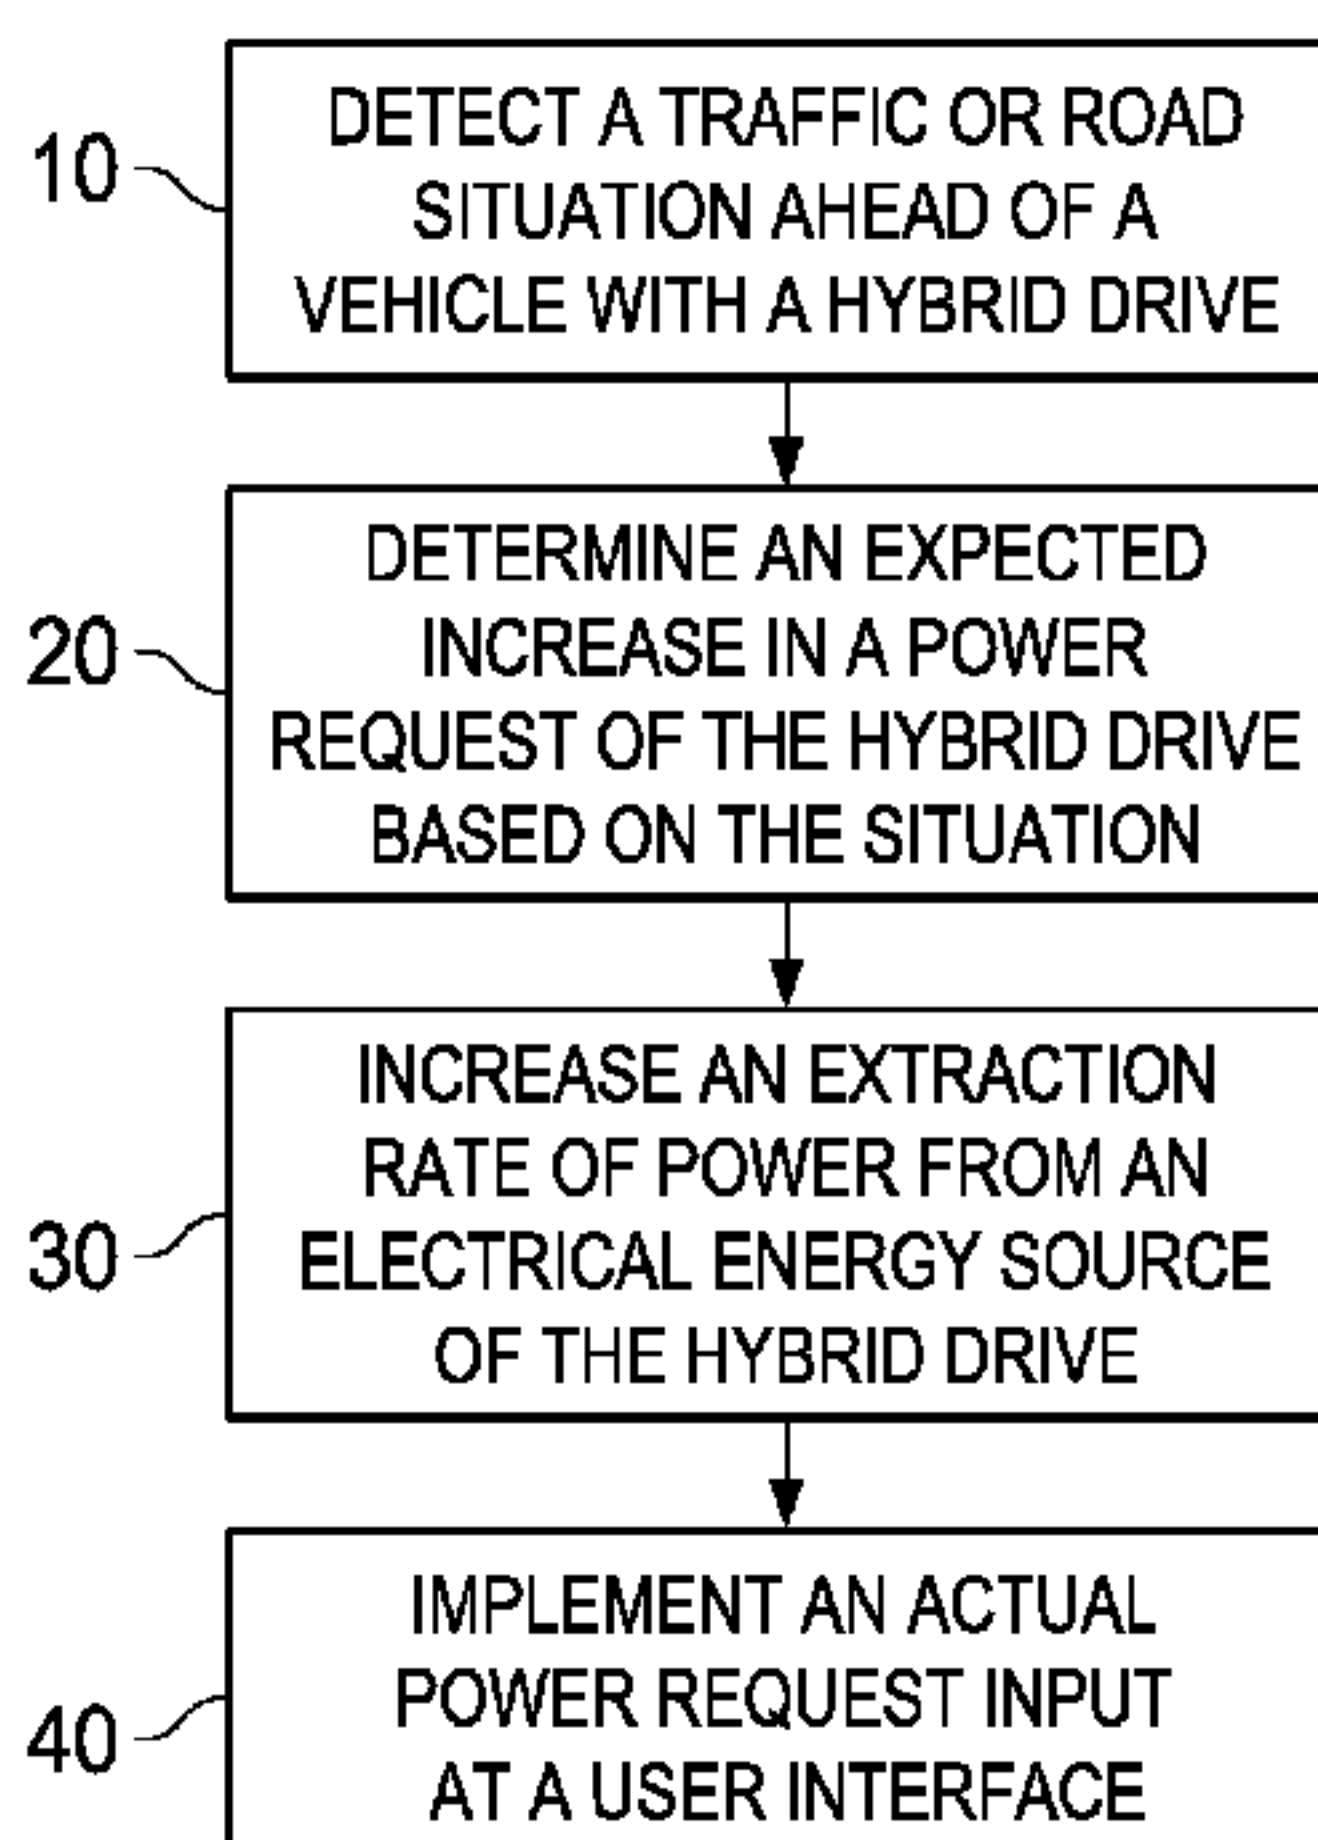 10
DETECT A TRAFFIC OR ROAD
SITUATION AHEAD OF A
VEHICLE WITH A HYBRID DRIVE
20
DETERMINE AN EXPECTED
INCREASE IN A POWER
REQUEST OF THE HYBRID DRIVE
BASED ON THE SITUATION
30
INCREASE AN EXTRACTION
RATE OF POWER FROM AN
ELECTRICAL ENERGY SOURCE
OF THE HYBRID DRIVE
40
IMPLEMENT AN ACTUAL
POWER REQUEST INPUT
AT A USER INTERFACE